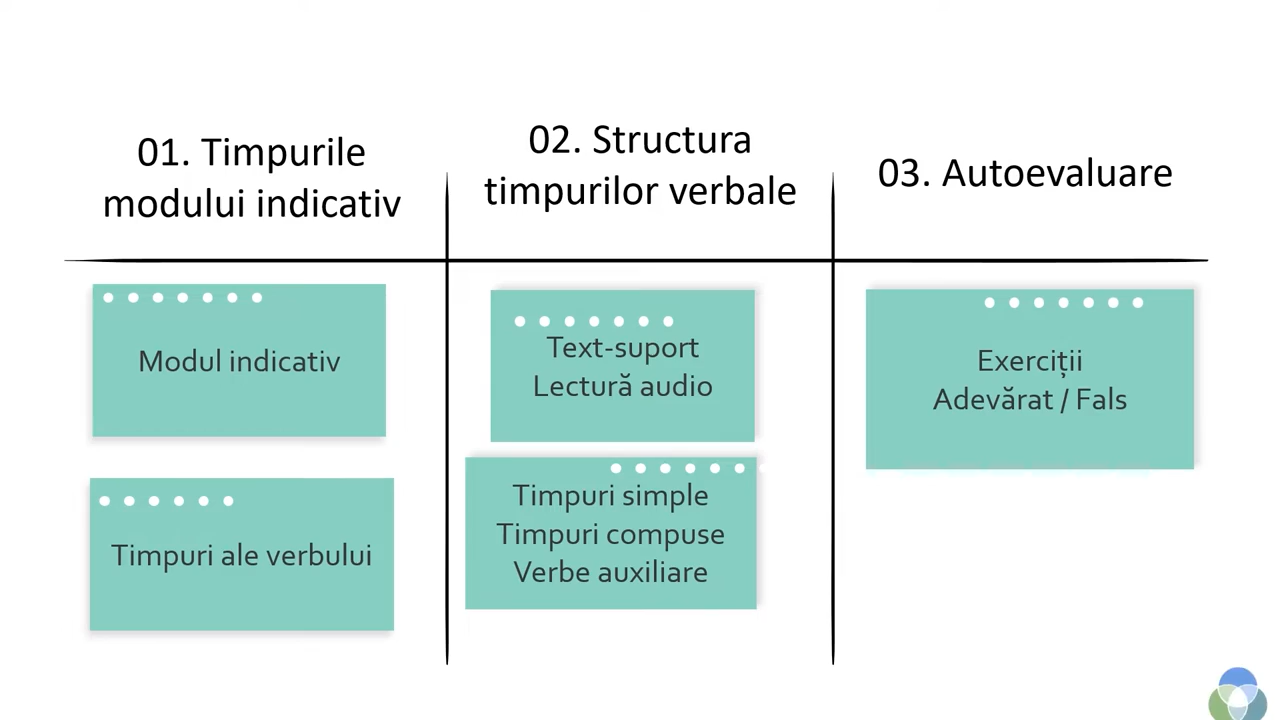 01. Timpurile
modului indicativ
Modul indicativ
Timpuri ale verbului
02. Structura
timpurilor verbale
Text-suport
Lectură audio
Timpuri simple
Timpuri compuse
Verbe auxiliare
03. Autoevaluare
Exerciții
Adevărat / Fals